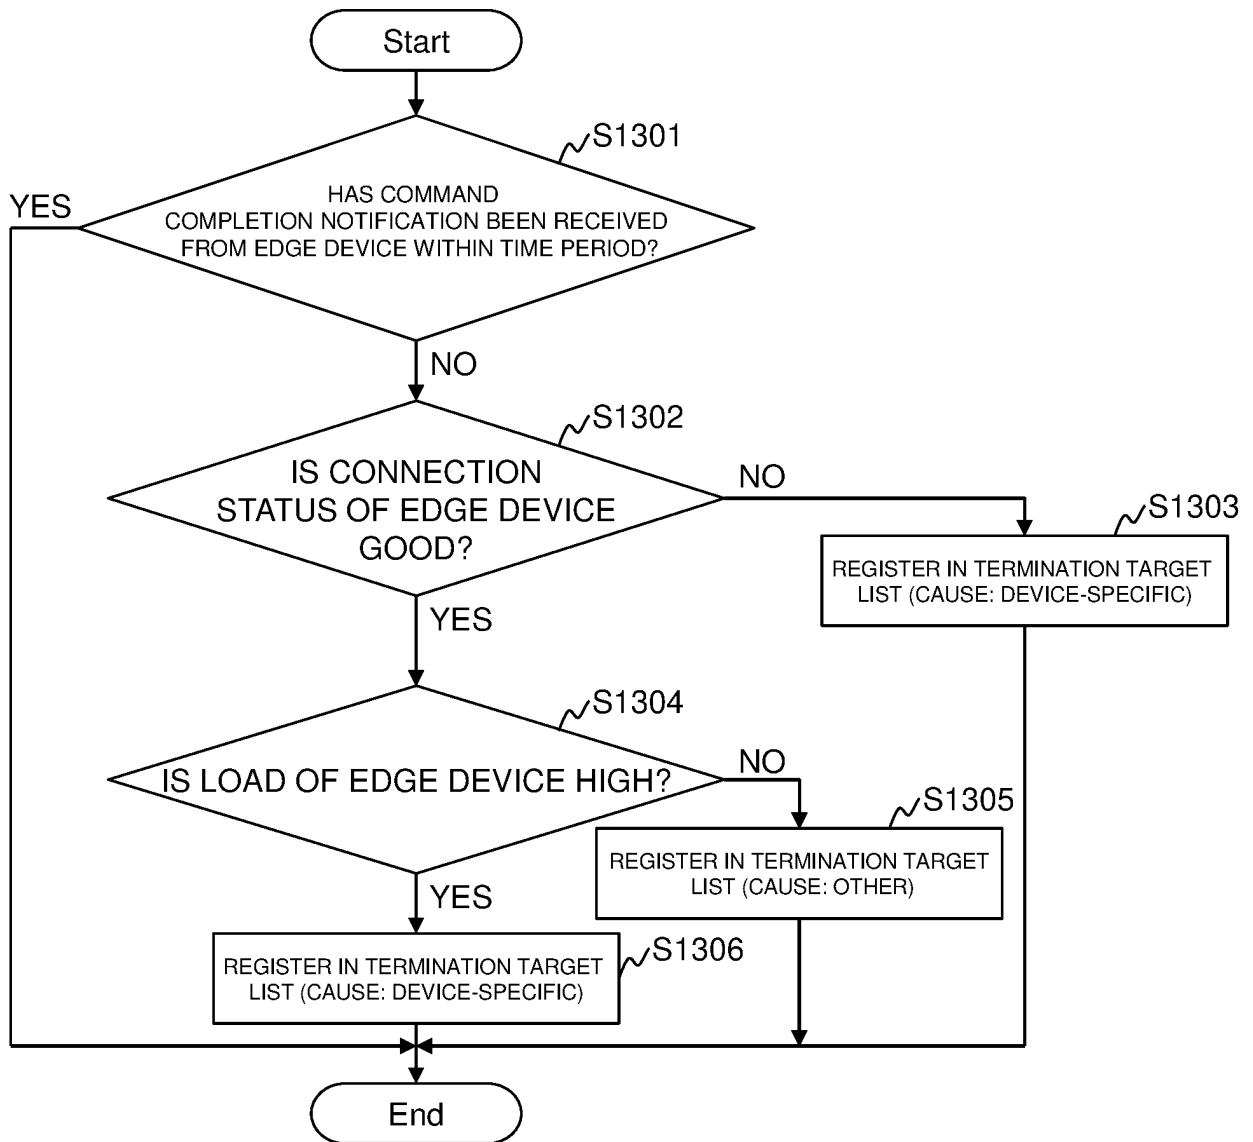 Start
S1301
YES
HAS COMMAND
COMPLETION NOTIFICATION BEEN RECEIVED
FROM EDGE DEVICE WITHIN TIME PERIOD?
NO
S1302
IS CONNECTION
STATUS OF EDGE DEVICE
GOOD?
NO
S1303
REGISTER IN TERMINATION TARGET
LIST (CAUSE: DEVICE-SPECIFIC)
YES
S1304
IS LOAD OF EDGE DEVICE HIGH?
NO
S1305
REGISTER IN TERMINATION TARGET
LIST (CAUSE: OTHER)
YES
S1306
REGISTER IN TERMINATION TARGET
LIST (CAUSE: DEVICE-SPECIFIC)
End